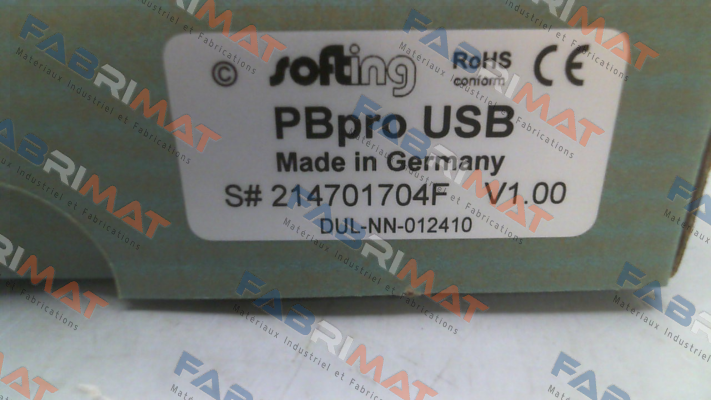 © softing RoHS conform CE
PBpro USB
Made in Germany
S# 214701704F V1.00
DUL-NN-012410
FABRIMAT
Materiaux Industriel et Fabrications